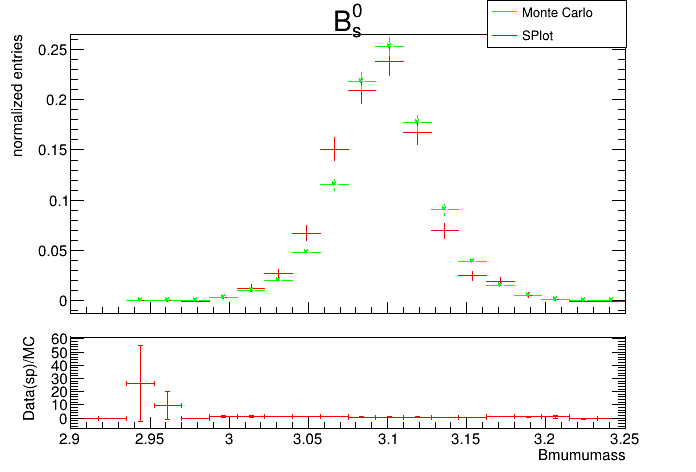 B_s^0
Monte Carlo
SPlot
normalized entries
0.25
0.2
0.15
0.1
0.05
0
Data(sp)/MC
60
50
40
30
20
10
0
2.9 2.95 3 3.05 3.1 3.15 3.2 3.25
Bmumumass